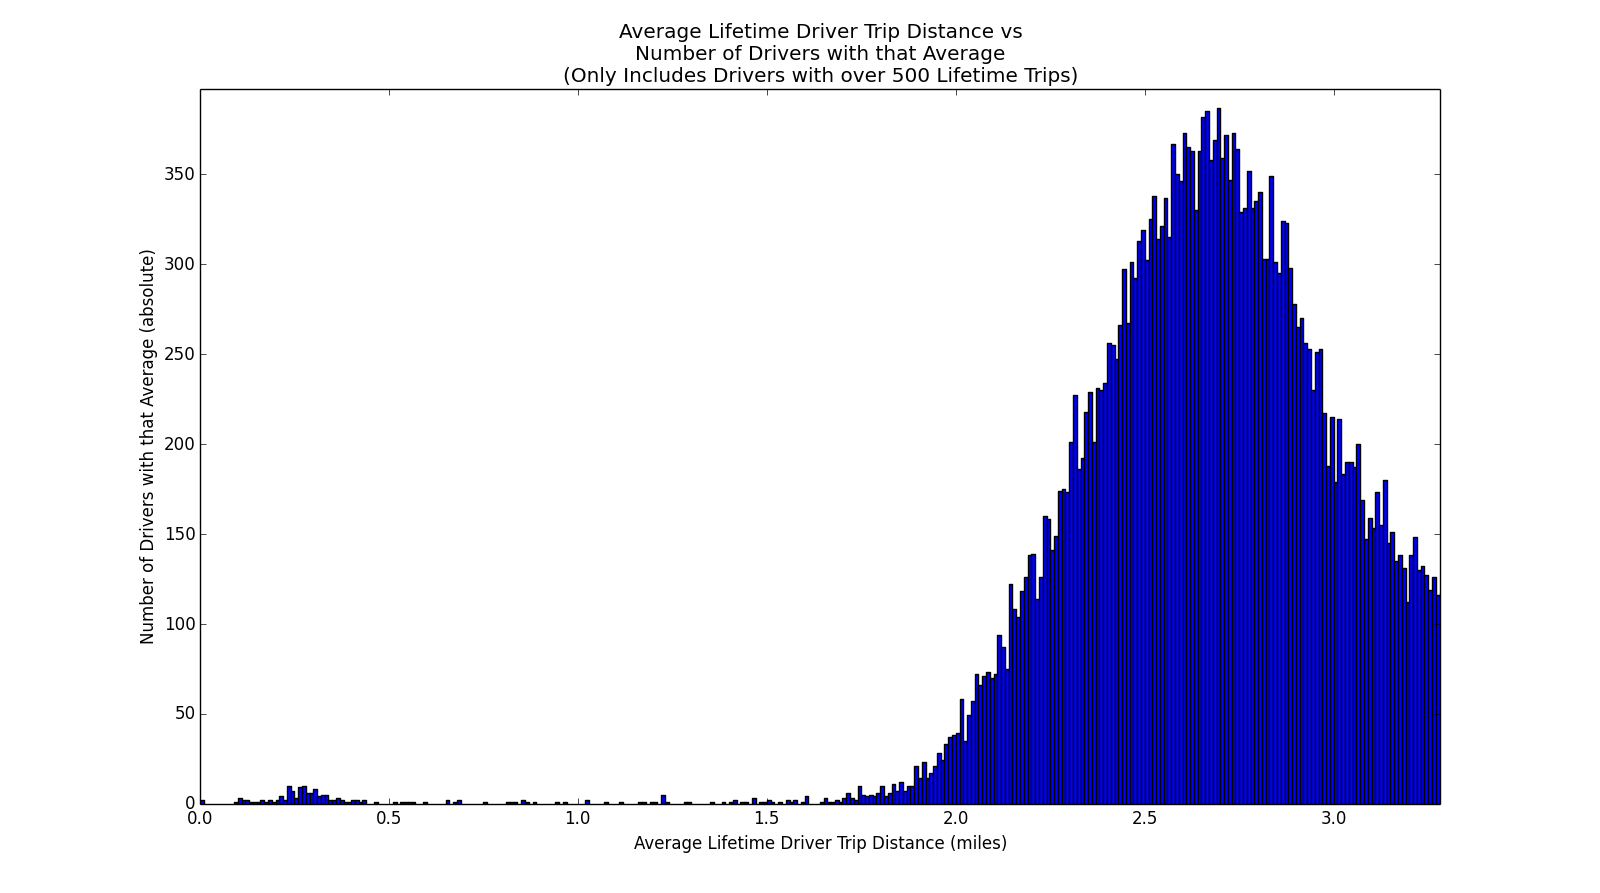 Average Lifetime Driver Trip Distance vs
Number of Drivers with that Average
(Only Includes Drivers with over 500 Lifetime Trips)
Number of Drivers with that Average (absolute)
350
300
250
200
150
100
50
0
0.0 0.5 1.0 1.5 2.0 2.5 3.0
Average Lifetime Driver Trip Distance (miles)